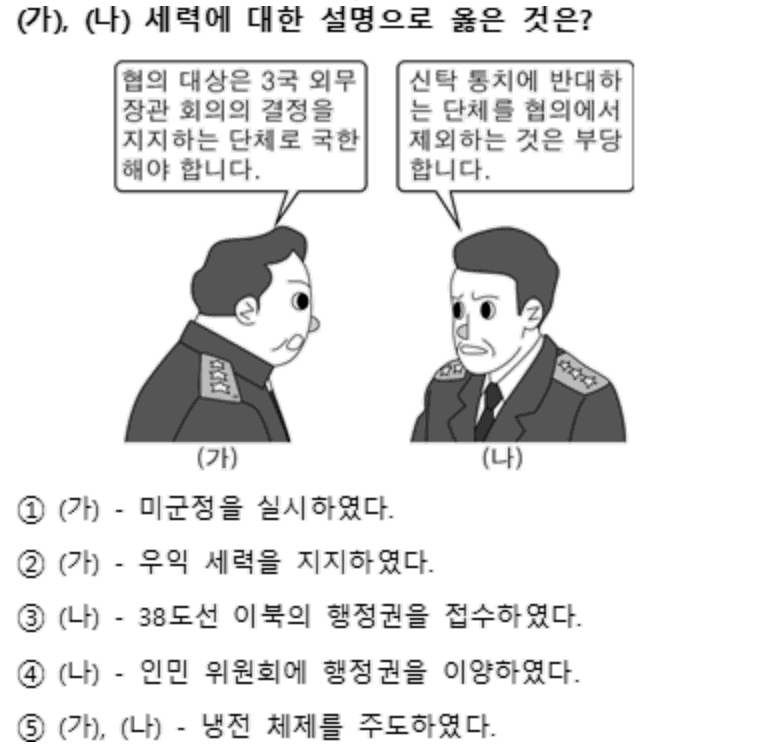 (가), (나) 세력에 대한 설명으로 옳은 것은?
협의 대상은 3국 외무
장관 회의의 결정을
지지하는 단체로 국한
해야 합니다.
신탁 통치에 반대하
는 단체를 협의에서
제외하는 것은 부당
합니다.
(가)
(나)
① (가) - 미군정을 실시하였다.
② (가) - 우익 세력을 지지하였다.
③ (나) - 38도선 이북의 행정권을 접수하였다.
④ (나) - 인민 위원회에 행정권을 이양하였다.
⑤ (가), (나) - 냉전 체제를 주도하였다.